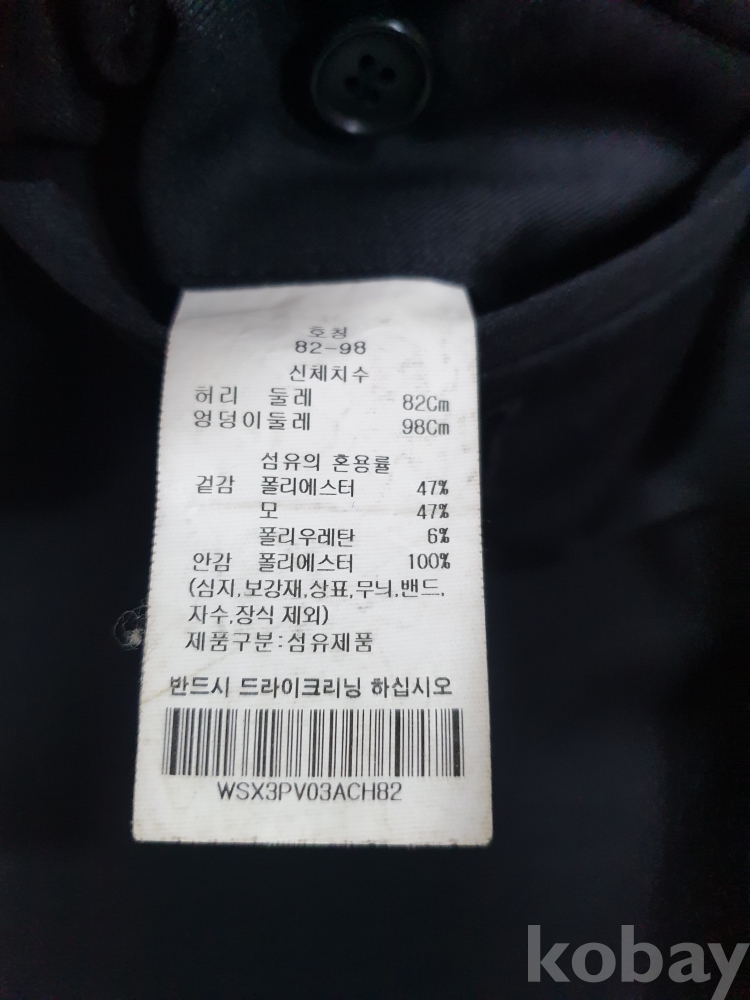 호칭
82-98
신체치수
허리 둘레 82Cm
엉덩이둘레 98Cm
섬유의 혼용률
겉감 폴리에스터 47%
모 47%
폴리우레탄 6%
안감 폴리에스터 100%
(심지,보강재,상표,무늬,밴드,
자수,장식 제외)
제품구분:섬유제품
반드시 드라이크리닝 하십시오
WSX3PV03ACH82
kobay